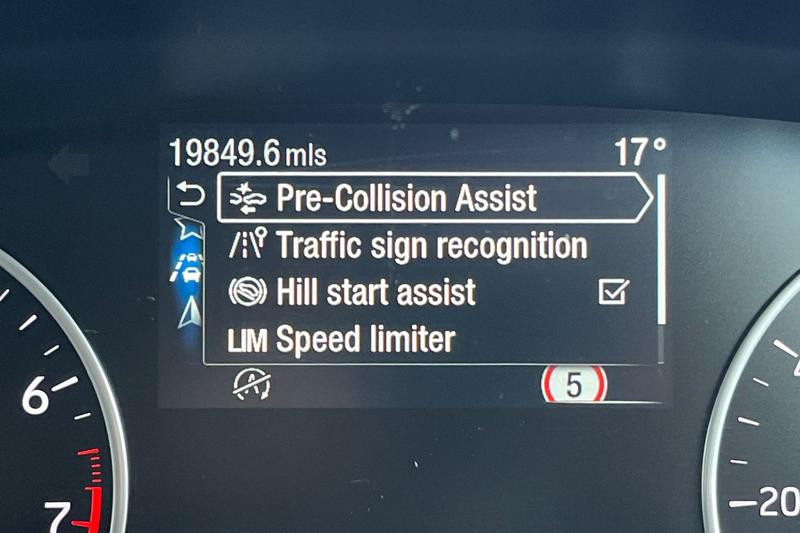 19849.6 mls 17°
Pre-Collision Assist
Traffic sign recognition
Hill start assist
LIM Speed limiter
A 5
6
7
-20